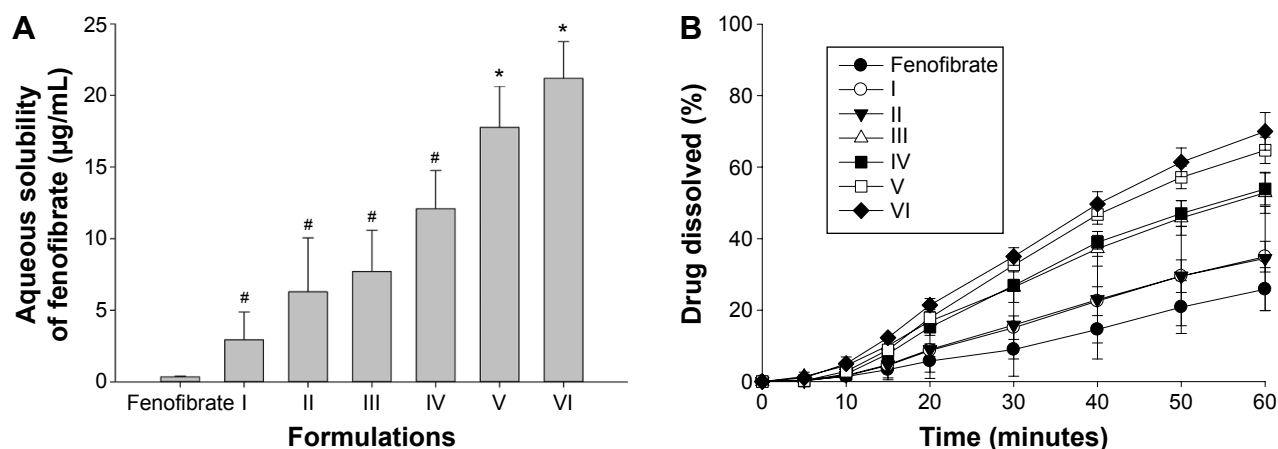 A
Aqueous solubility
of fenofibrate (µg/mL)
25
20
15
10
5
0
#
#
#
#
*
*
Fenofibrate I II III IV V VI
Formulations
B
Drug dissolved (%)
100
80
60
40
20
0
Fenofibrate
I
II
III
IV
V
VI
0 10 20 30 40 50 60
Time (minutes)